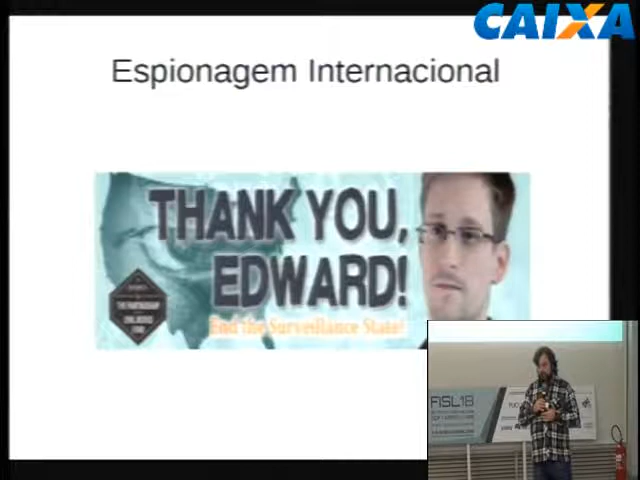 CAIXA
Espionagem Internacional
THANK YOU,
EDWARD!
End the Surveillance State!
FISL18